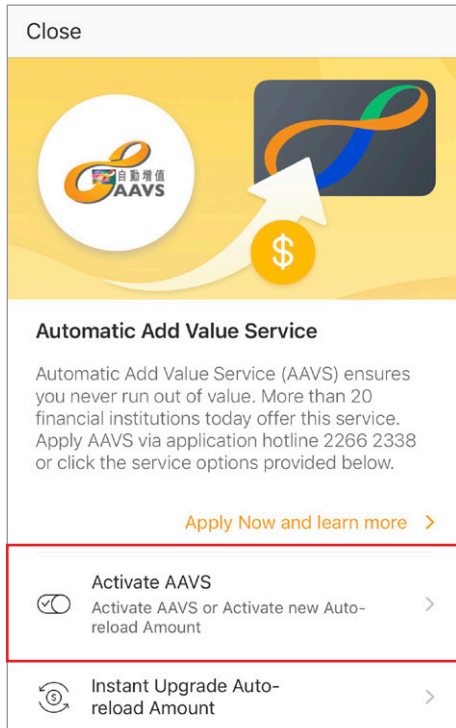 Close
自動增值
AAVS
$
Automatic Add Value Service
Automatic Add Value Service (AAVS) ensures
you never run out of value. More than 20
financial institutions today offer this service.
Apply AAVS via application hotline 2266 2338
or click the service options provided below.
Apply Now and learn more >
Activate AAVS
Activate AAVS or Activate new Auto-
reload Amount
Instant Upgrade Auto-
reload Amount